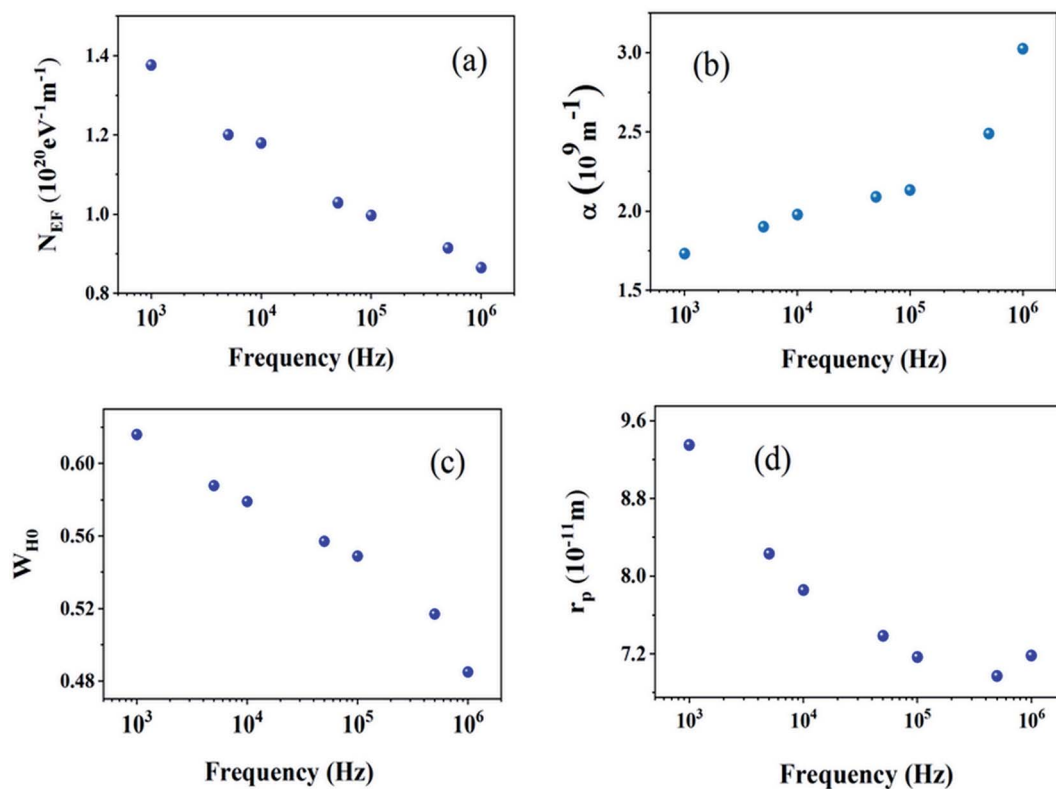 (a)
N_EF (10^20 eV^-1 m^-1)
1.4
1.2
1.0
0.8
10^3 10^4 10^5 10^6
Frequency (Hz)
(b)
α (10^9 m^-1)
3.0
2.5
2.0
1.5
10^3 10^4 10^5 10^6
Frequency (Hz)
(c)
W_H0
0.60
0.56
0.52
0.48
10^3 10^4 10^5 10^6
Frequency (Hz)
(d)
r_p (10^-11 m)
9.6
8.8
8.0
7.2
10^3 10^4 10^5 10^6
Frequency (Hz)